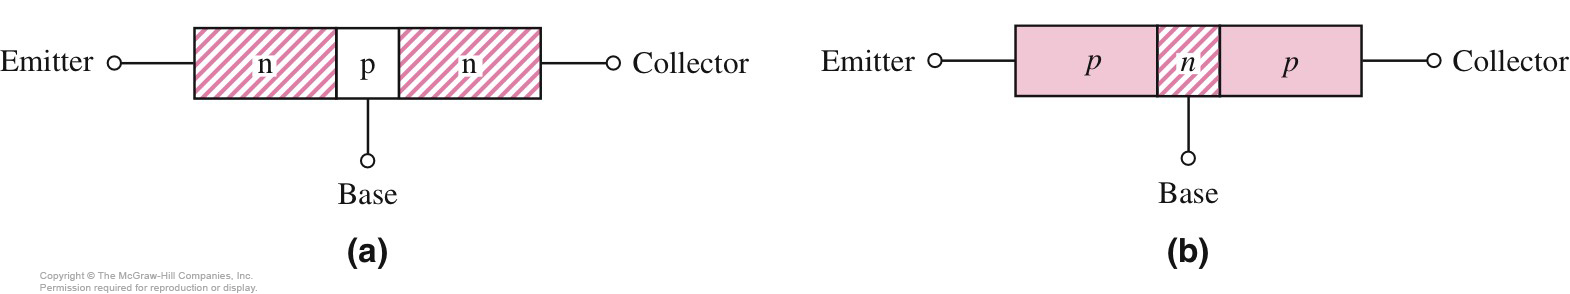 Emitter n p n Collector
Base
(a)
Emitter p n p Collector
Base
(b)
Copyright © The McGraw-Hill Companies, Inc.
Permission required for reproduction or display.